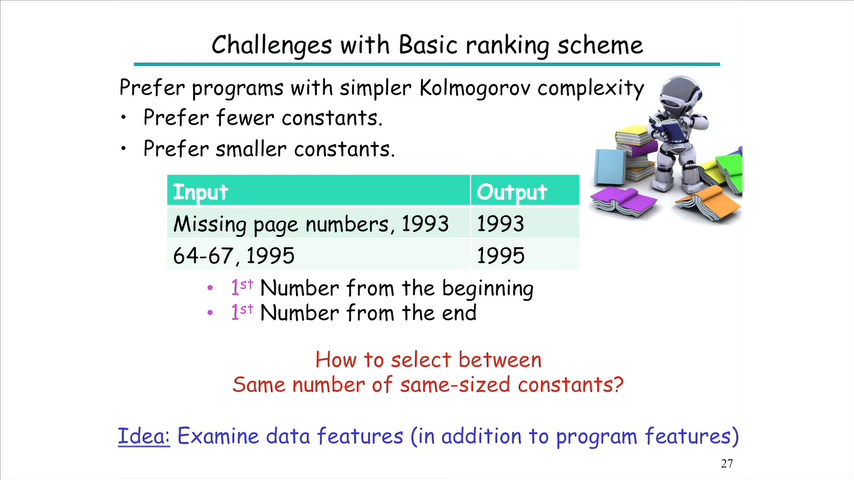 Challenges with Basic ranking scheme
Prefer programs with simpler Kolmogorov complexity
• Prefer fewer constants.
• Prefer smaller constants.
Input Output
Missing page numbers, 1993 1993
64-67, 1995 1995
• 1st Number from the beginning
• 1st Number from the end
How to select between
Same number of same-sized constants?
Idea: Examine data features (in addition to program features)
27